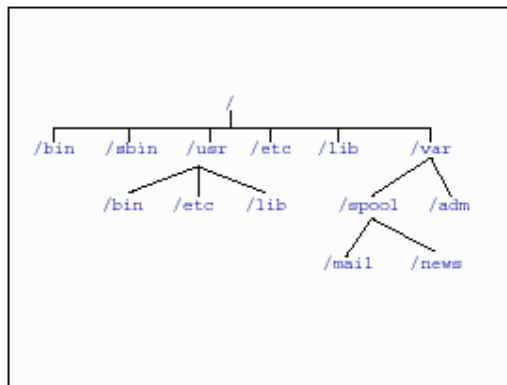 /
/bin /sbin /usr /etc /lib /var
/bin /etc /lib /spool /adm
/mail /news